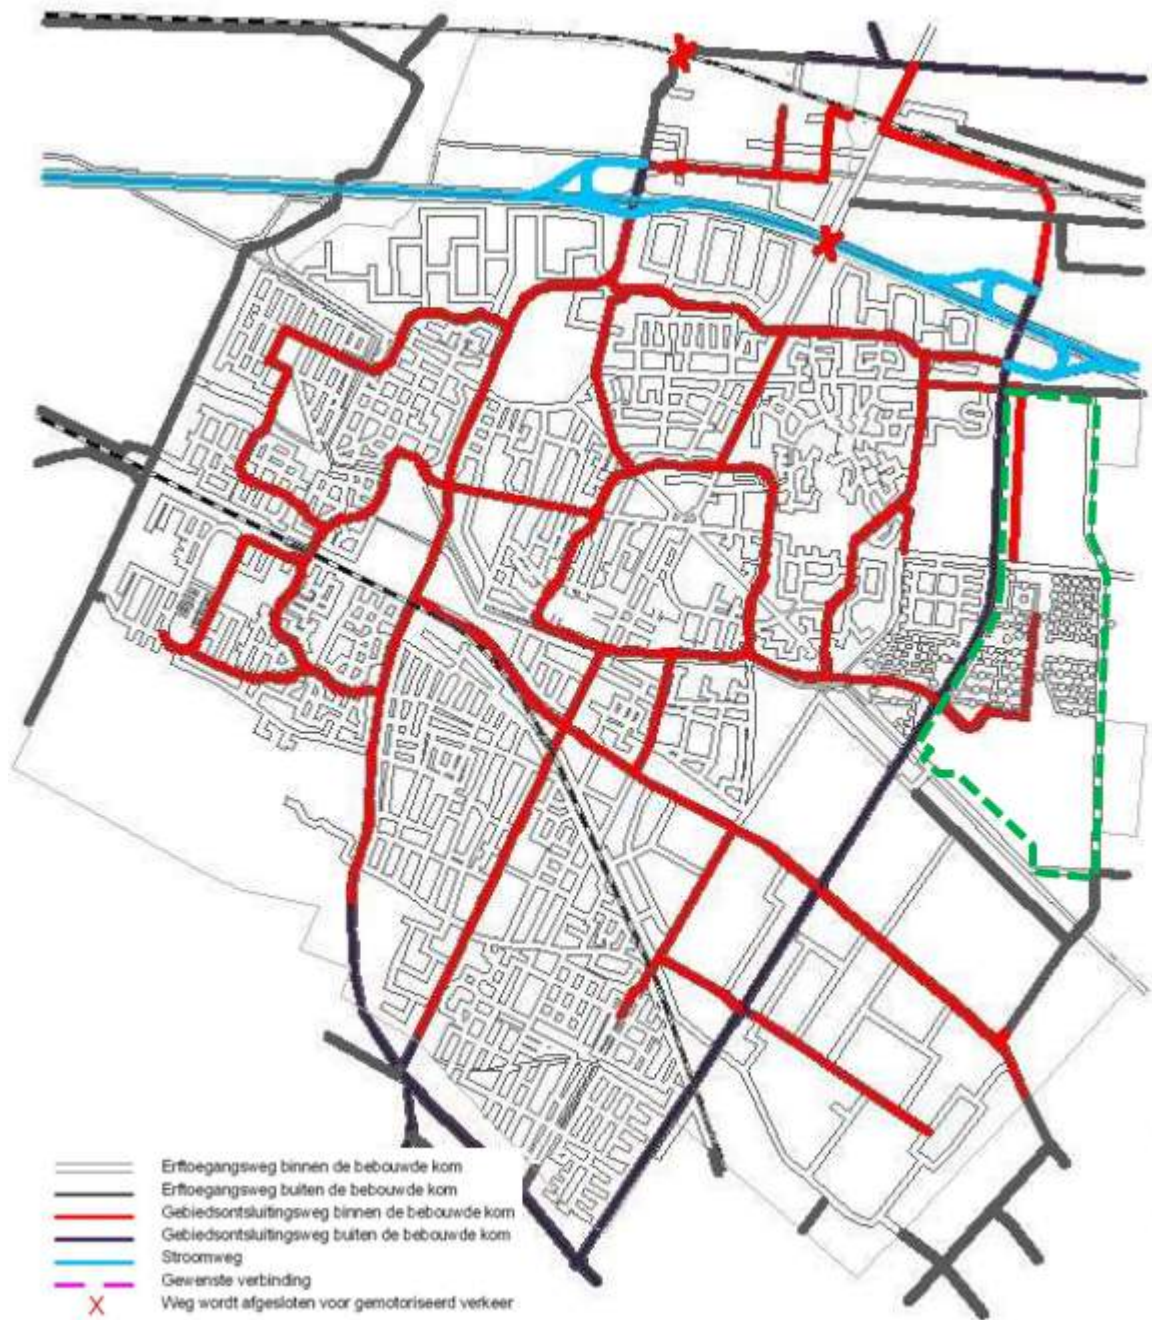 Erftoegangsweg binnen de bebouwde kom
Erftoegangsweg buiten de bebouwde kom
Gebiedsontsluitingsweg binnen de bebouwde kom
Gebiedsontsluitingsweg buiten de bebouwde kom
Stroomweg
Gewenste verbinding
X Weg wordt afgesloten voor gemotoriseerd verkeer